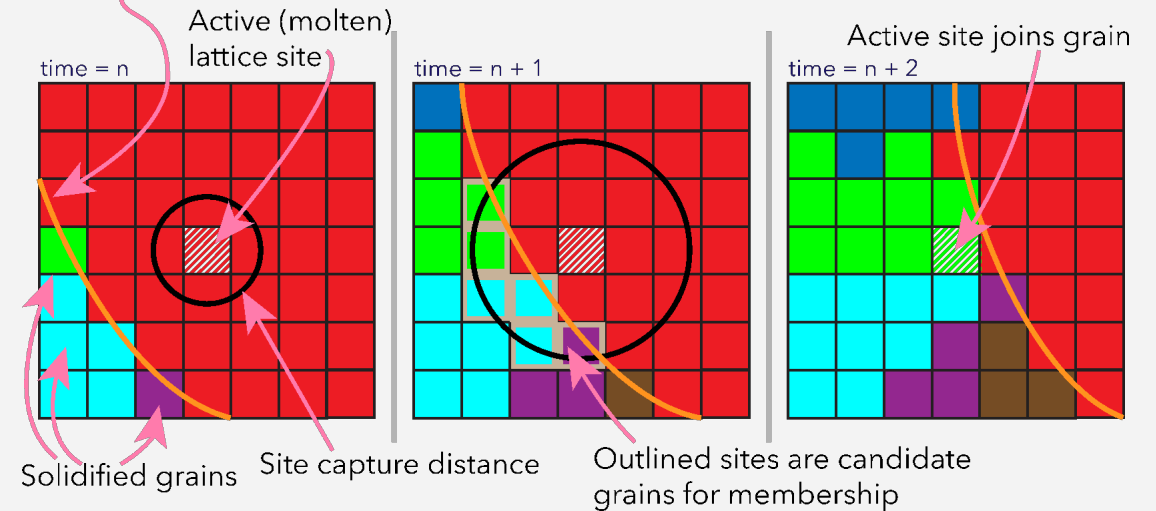 Active (molten)
lattice site
Active site joins grain
time = n
time = n + 1
time = n + 2
Solidified grains
Site capture distance
Outlined sites are candidate
grains for membership